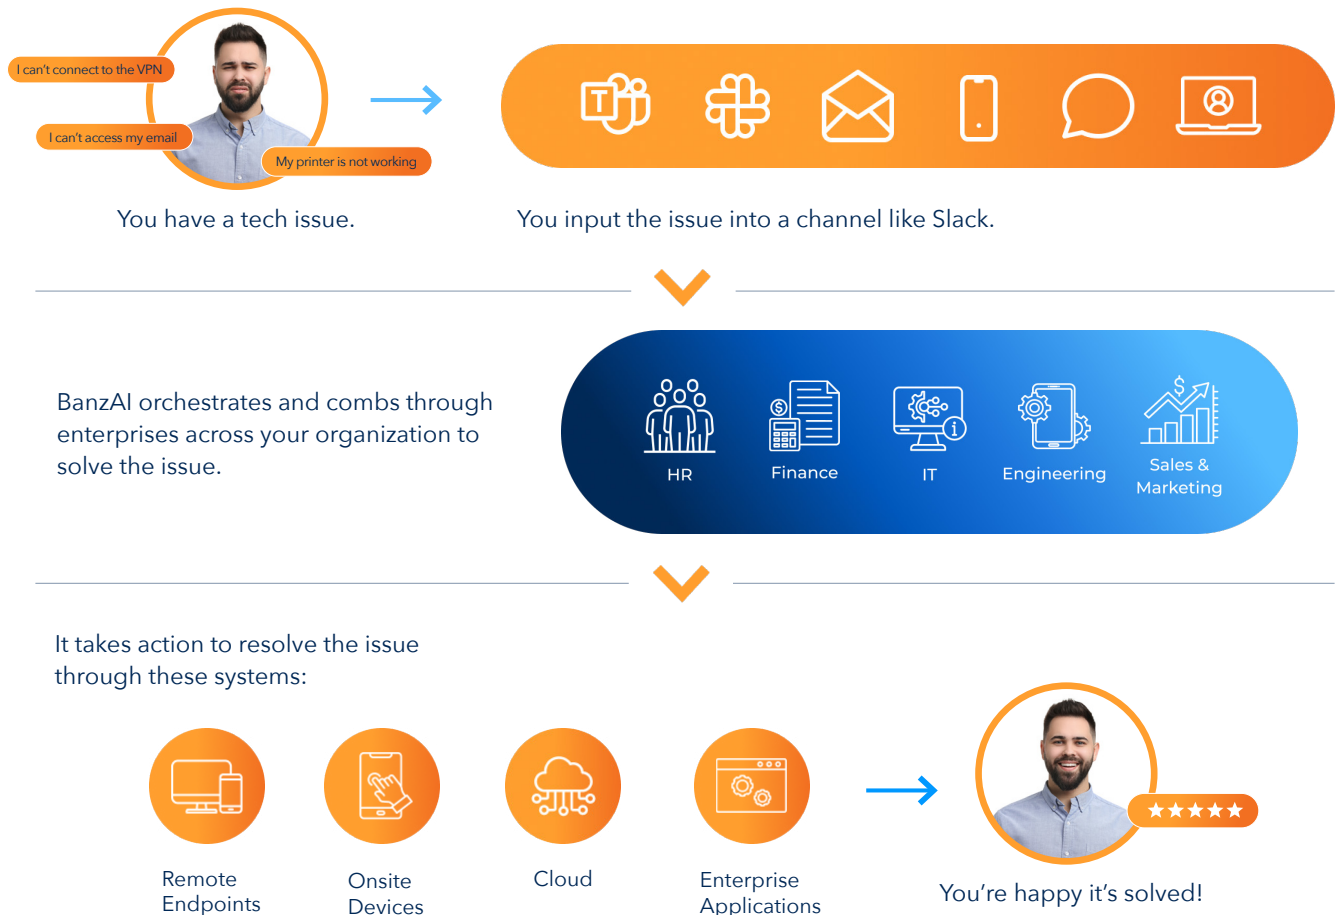 I can't connect to the VPN
I can't access my email
My printer is not working
You have a tech issue.
You input the issue into a channel like Slack.
BanzAI orchestrates and combs through
enterprises across your organization to
solve the issue.
HR
Finance
IT
Engineering
Sales &
Marketing
It takes action to resolve the issue
through these systems:
Remote
Endpoints
Onsite
Devices
Cloud
Enterprise
Applications
You're happy it's solved!